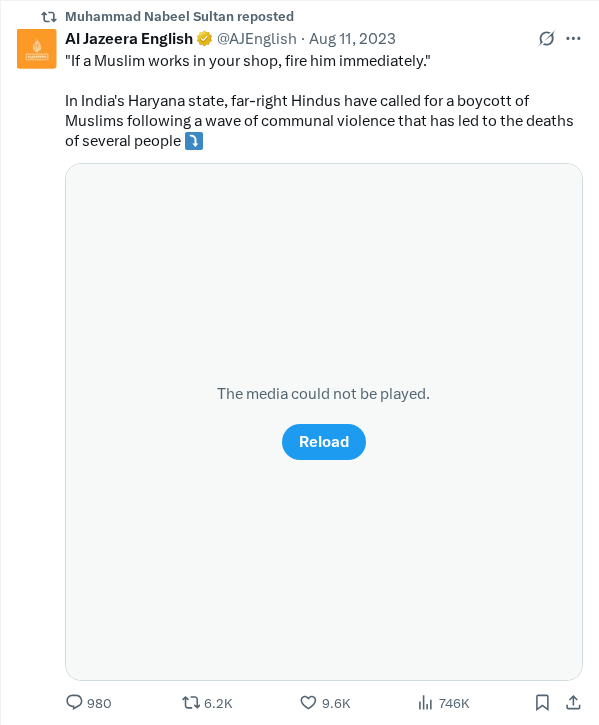 Muhammad Nabeel Sultan reposted
Al Jazeera English @AJEnglish · Aug 11, 2023
"If a Muslim works in your shop, fire him immediately."
In India's Haryana state, far-right Hindus have called for a boycott of
Muslims following a wave of communal violence that has led to the deaths
of several people ⤵️
The media could not be played.
Reload
980 6.2K 9.6K 746K